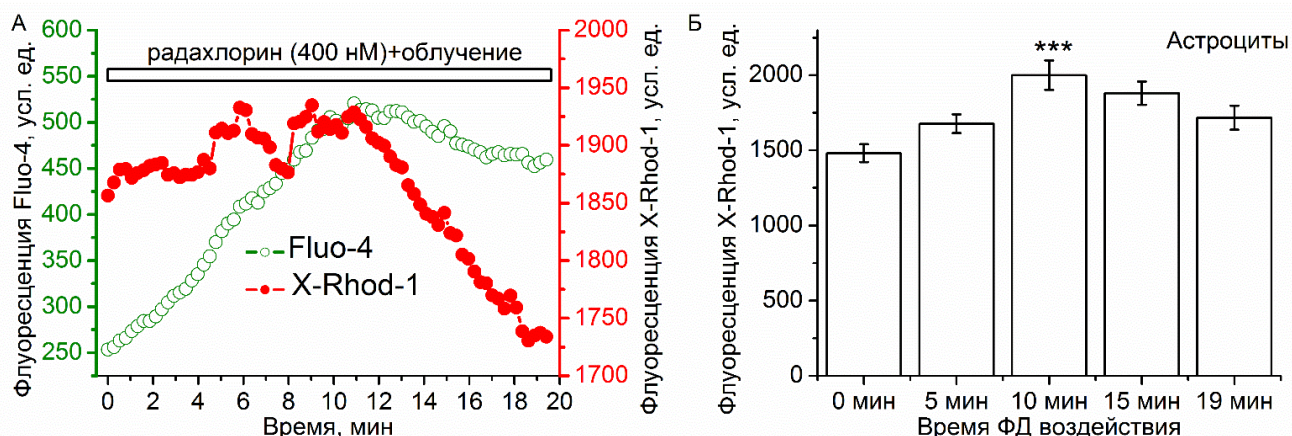 А
Флуоресценция Fluo-4, усл. ед.
600
550
500
450
400
350
300
250
радахлорин (400 нМ)+облучение
Fluo-4
X-Rhod-1
0 2 4 6 8 10 12 14 16 18 20
Время, мин
2000
1950
1900
1850
1800
1750
1700
Флуоресценция X-Rhod-1, усл. ед.
Б
Флуоресценция X-Rhod-1, усл. ед.
2000
1500
1000
500
0
***
Астроциты
0 мин 5 мин 10 мин 15 мин 19 мин
Время ФД воздействия